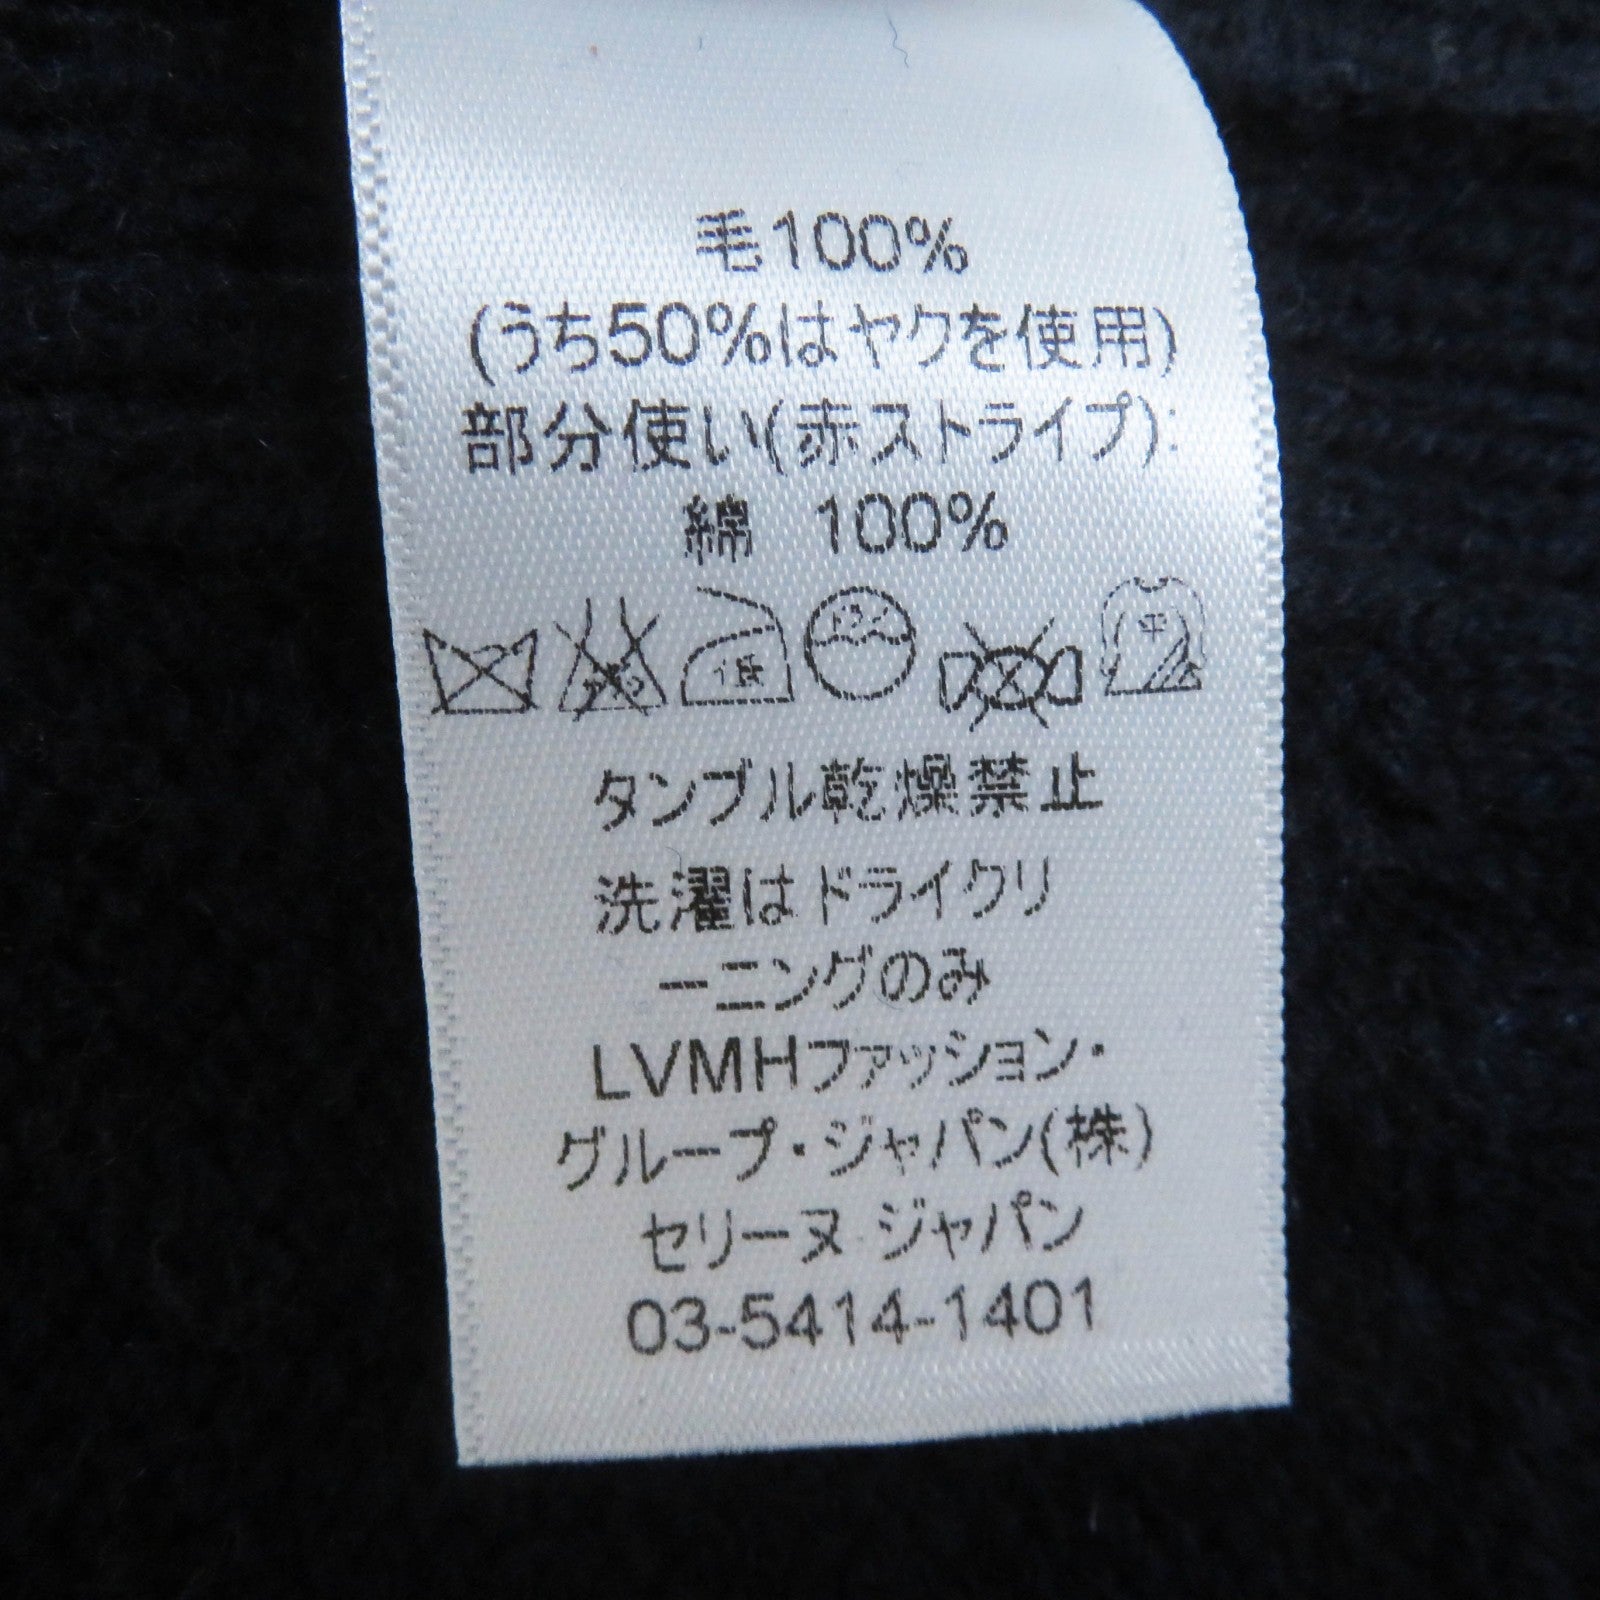 毛100%
(うち50%はヤクを使用)
部分使い(赤ストライプ):
綿 100%
ドライ
平
タンブル乾燥禁止
洗濯はドライクリ
ーニングのみ
LVMHファッション・
グループ・ジャパン(株)
セリーヌ ジャパン
03-5414-1401